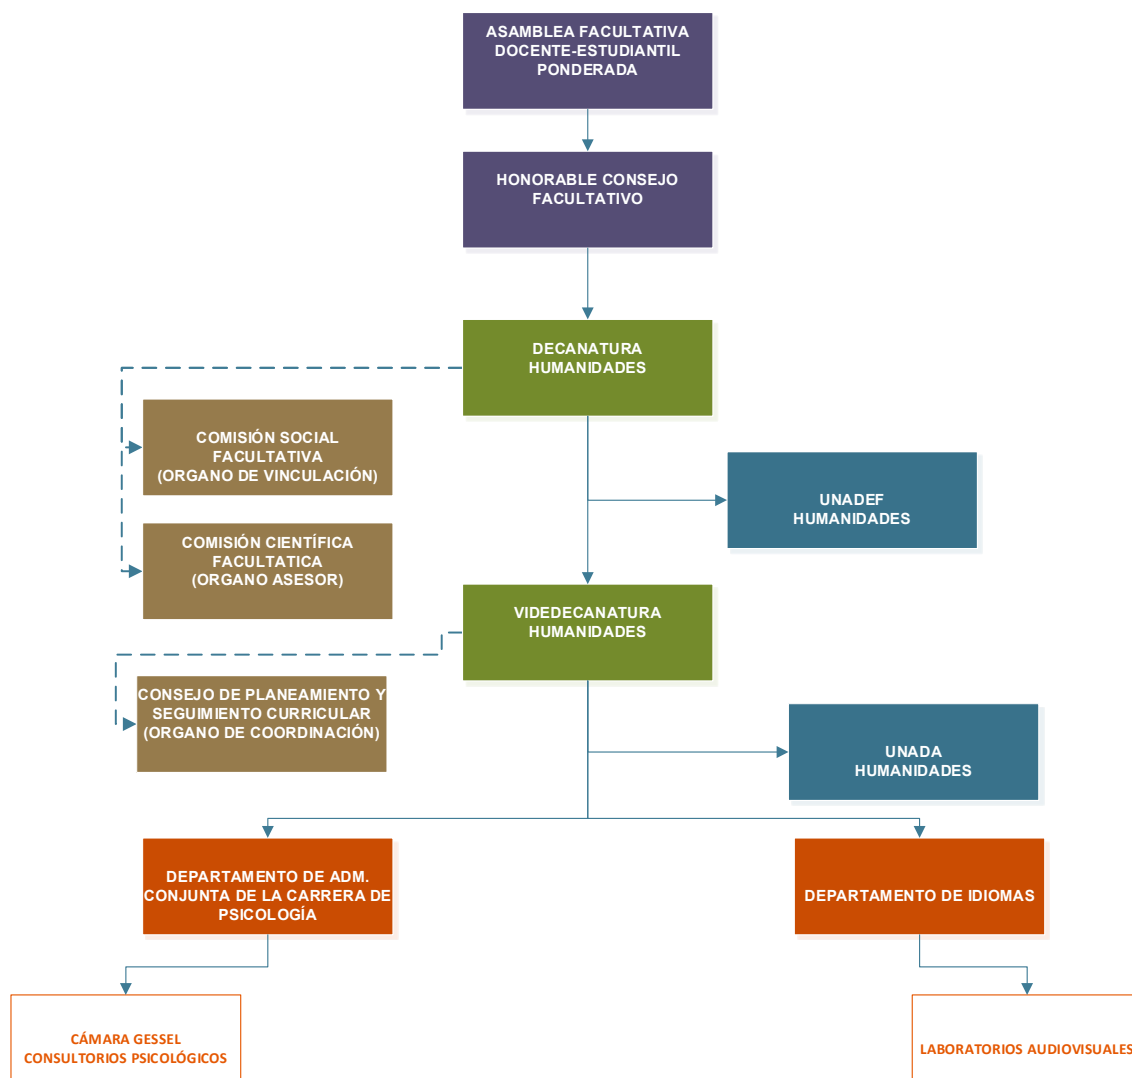 ASAMBLEA FACULTATIVA
DOCENTE-ESTUDIANTIL
PONDERADA
HONORABLE CONSEJO
FACULTATIVO
DECANATURA
HUMANIDADES
COMISIÓN SOCIAL
FACULTATIVA
(ORGANO DE VINCULACIÓN)
UNADEF
HUMANIDADES
COMISIÓN CIENTÍFICA
FACULTATICA
(ORGANO ASESOR)
VIDEDECANATURA
HUMANIDADES
CONSEJO DE PLANEAMIENTO Y
SEGUIMIENTO CURRICULAR
(ORGANO DE COORDINACIÓN)
UNADA
HUMANIDADES
DEPARTAMENTO DE ADM.
CONJUNTA DE LA CARRERA DE
PSICOLOGÍA
DEPARTAMENTO DE IDIOMAS
CÁMARA GESSEL
CONSULTORIOS PSICOLÓGICOS
LABORATORIOS AUDIOVISUALES